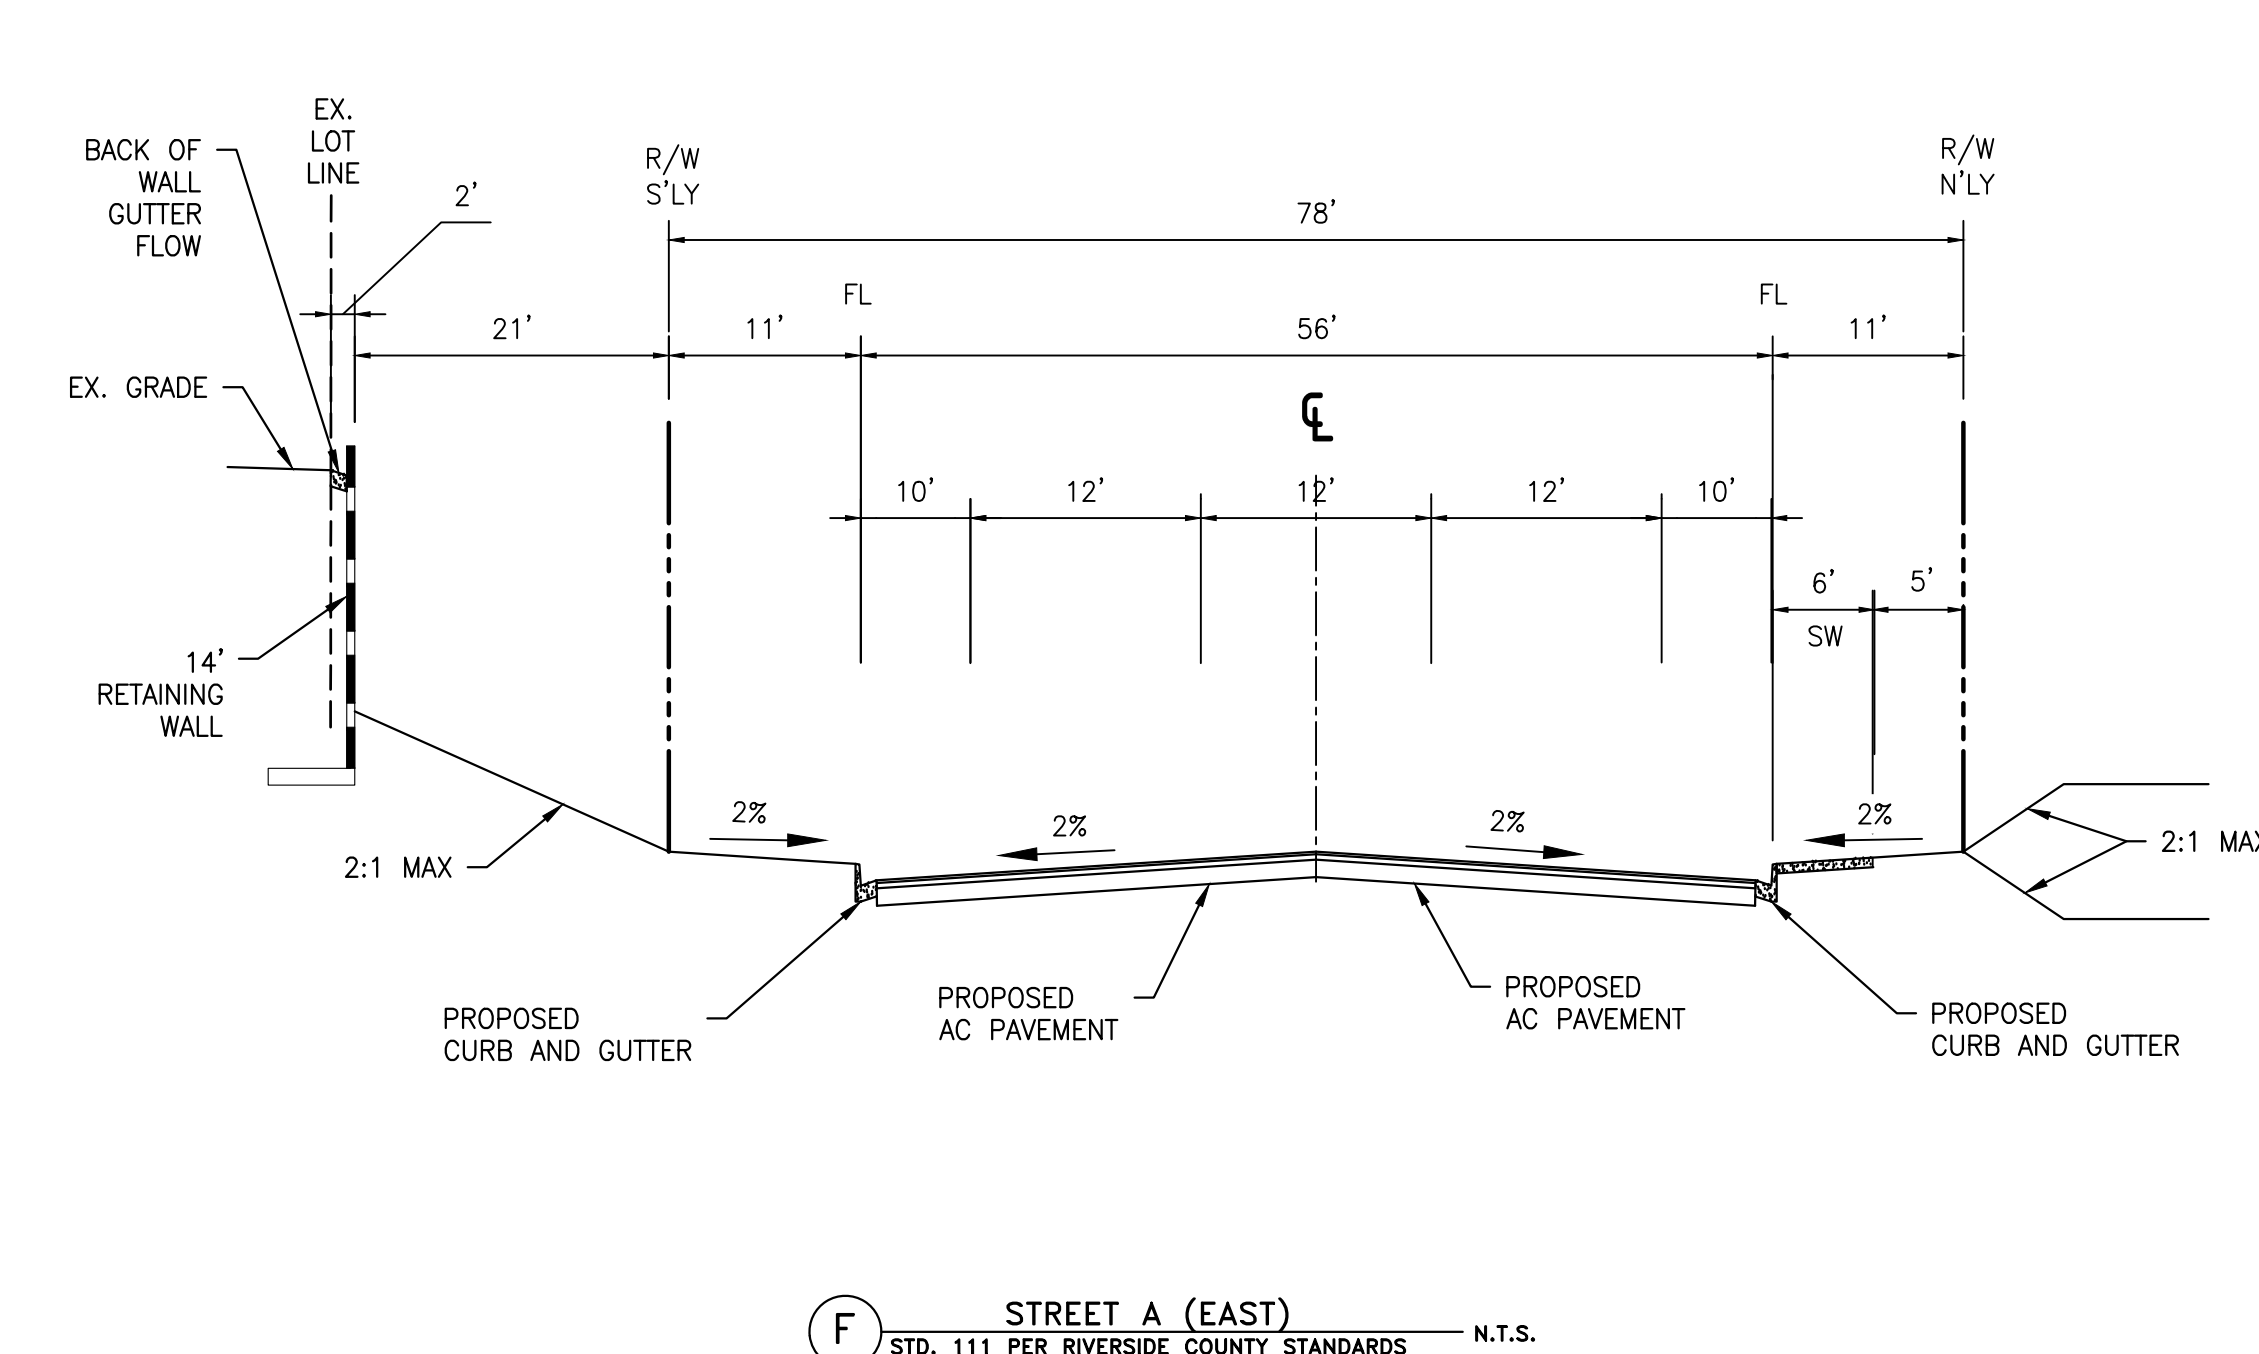 EX.
LOT
LINE
BACK OF
WALL
GUTTER
FLOW
2'
R/W
S'LY
R/W
N'LY
78'
FL
FL
21'
11'
56'
11'
EX. GRADE
CL
10'
12'
12'
12'
10'
6'
5'
SW
14'
RETAINING
WALL
2%
2%
2%
2%
2:1 MAX
2:1 MAX
PROPOSED
CURB AND GUTTER
PROPOSED
AC PAVEMENT
PROPOSED
AC PAVEMENT
PROPOSED
CURB AND GUTTER
F
STREET A (EAST)
STD. 111 PER RIVERSIDE COUNTY STANDARDS
N.T.S.